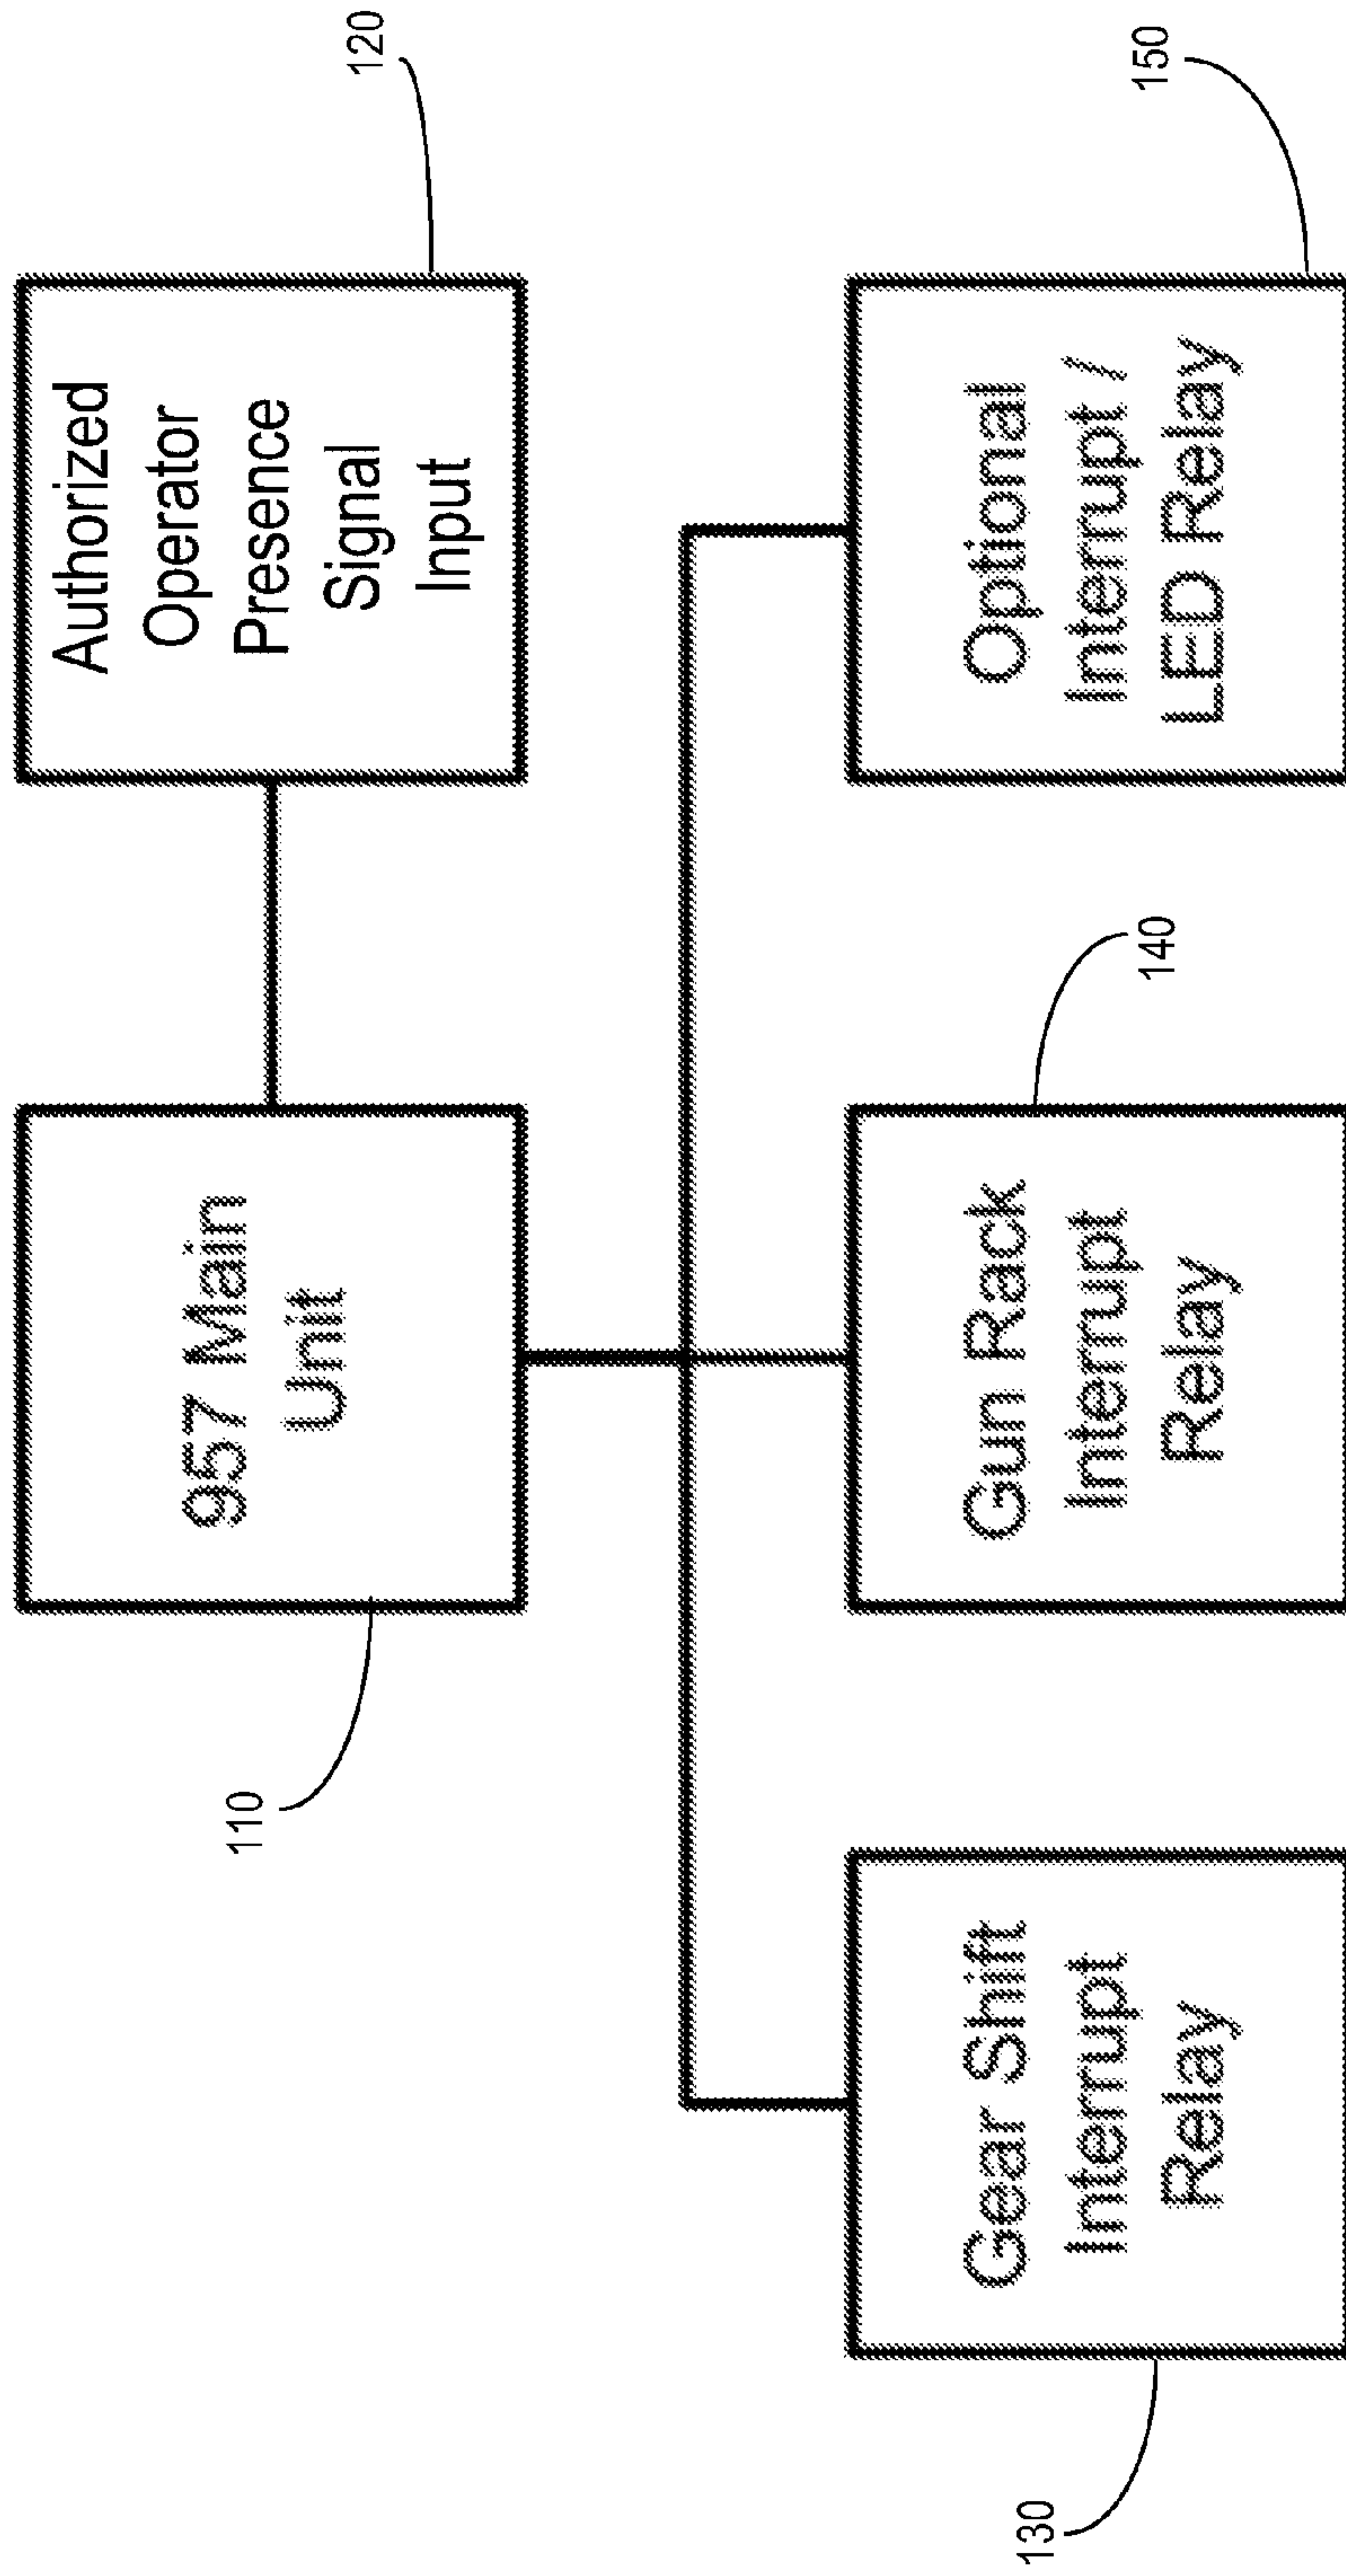 957 Main
Unit
110
Authorized
Operator
Presence
Signal
Input
120
Gear Shift
Interrupt
Relay
130
Gun Rack
Interrupt
Relay
140
Optional
Interrupt /
LED Relay
150